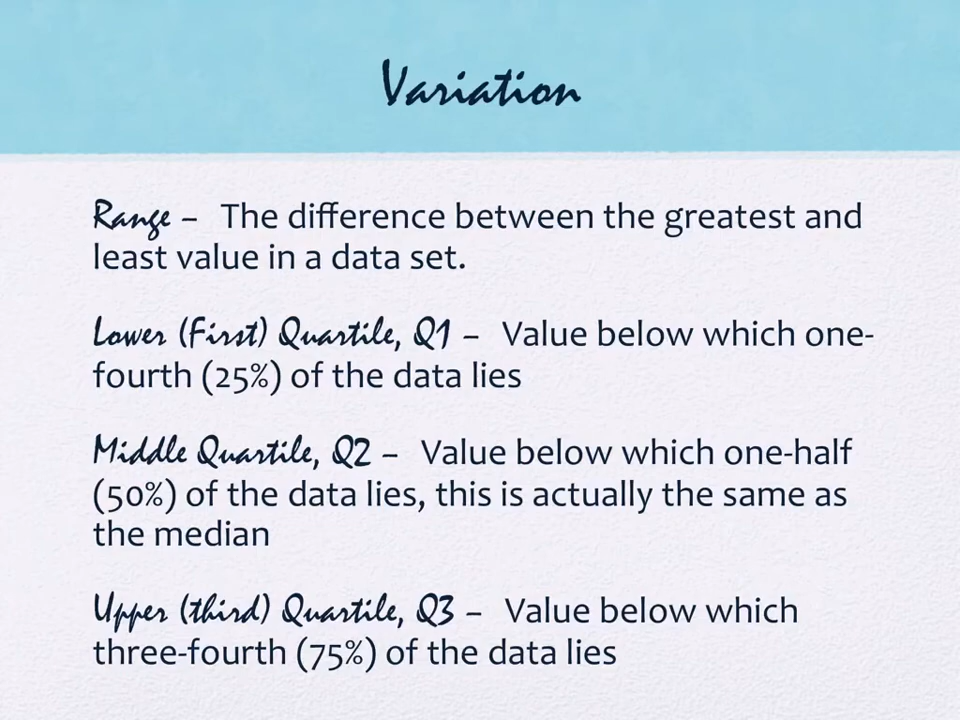 Variation
Range – The difference between the greatest and
least value in a data set.
Lower (First) Quartile, Q1 – Value below which one-
fourth (25%) of the data lies
Middle Quartile, Q2 – Value below which one-half
(50%) of the data lies, this is actually the same as
the median
Upper (third) Quartile, Q3 – Value below which
three-fourth (75%) of the data lies